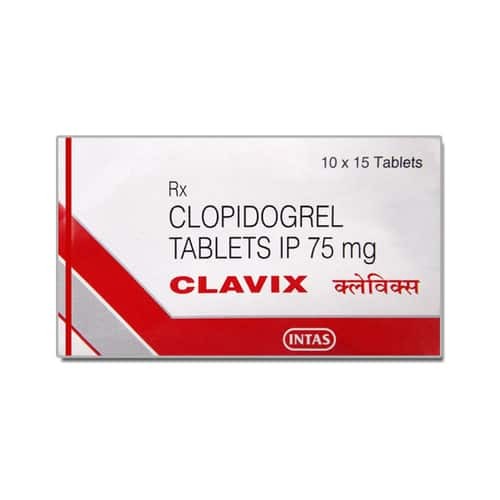 10 x 15 Tablets
Rx
CLOPIDOGREL
TABLETS IP 75 mg
CLAVIX क्लेविक्स
INTAS